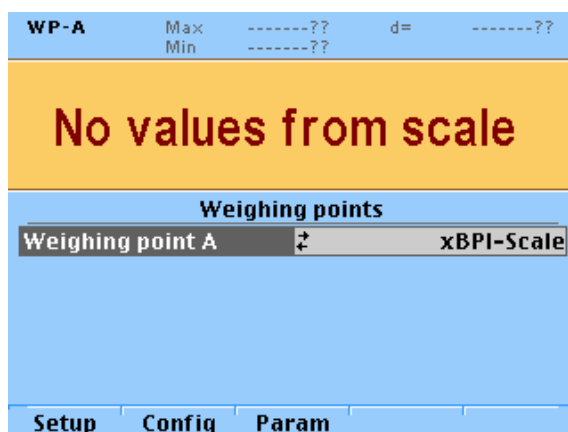 WP-A Max -------?? d= -------??
Min -------??
No values from scale
Weighing points
Weighing point A xBPI-Scale
Setup Config Param